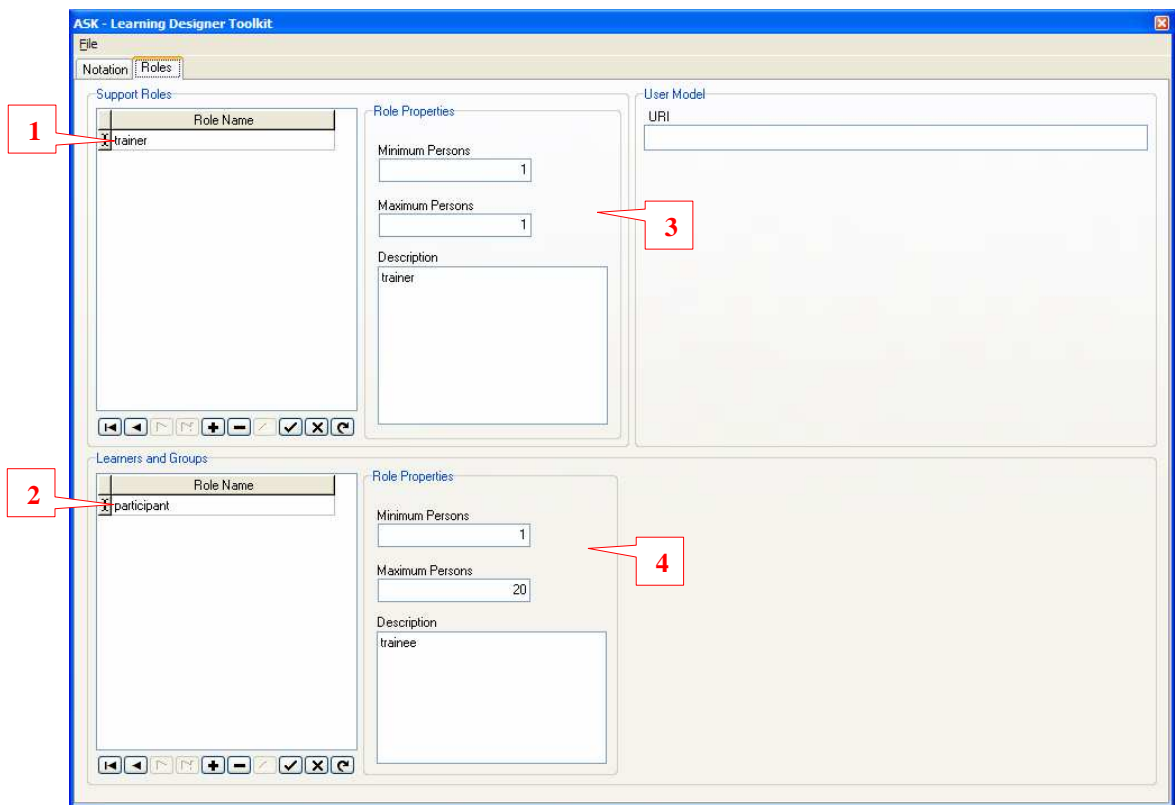 ASK - Learning Designer Toolkit
File
Notation Roles
Support Roles
Role Name
trainer
Role Properties
Minimum Persons
1
Maximum Persons
1
Description
trainer
User Model
URI
1
3
Learners and Groups
Role Name
participant
Role Properties
Minimum Persons
1
Maximum Persons
20
Description
trainee
2
4